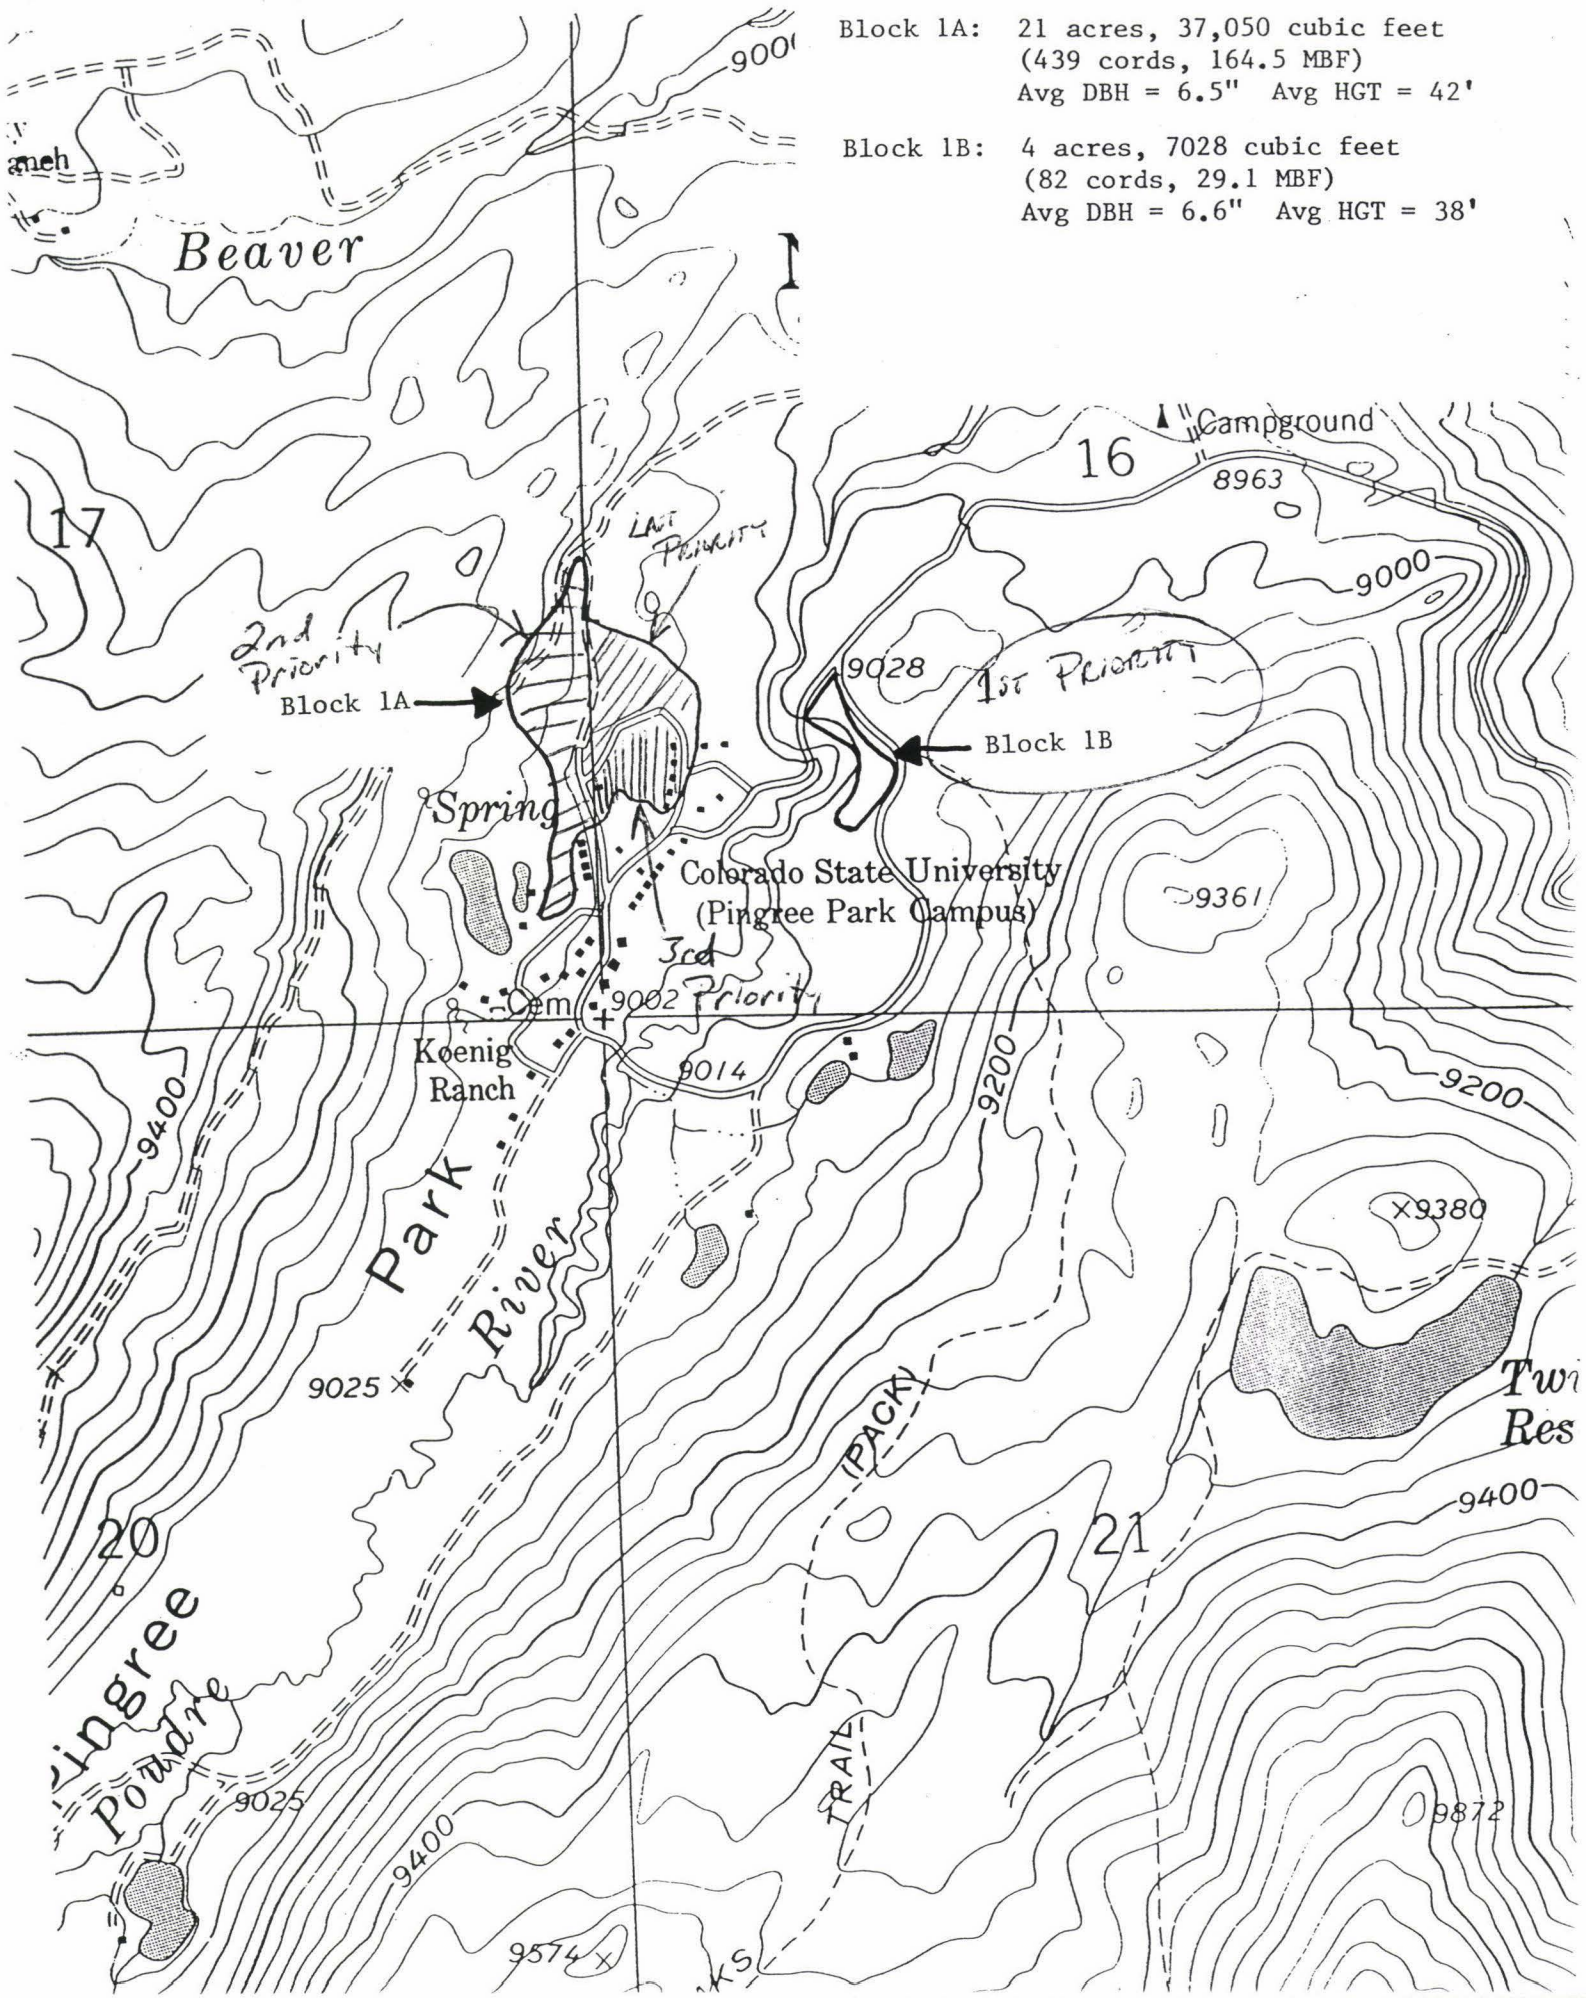 Block 1A: 21 acres, 37,050 cubic feet
(439 cords, 164.5 MBF)
Avg DBH = 6.5" Avg HGT = 42'
Block 1B: 4 acres, 7028 cubic feet
(82 cords, 29.1 MBF)
Avg DBH = 6.6" Avg HGT = 38'
Beaver
Campground
16
8963
17
LAST
PRIORITY
9000
2nd
Priority
Block 1A
9028
1ST PRIORITY
Block 1B
Spring
Colorado State University
(Pingree Park Campus)
9361
3rd
Priority
Cem
9002
Koenig
Ranch
9014
9400
9200
9200
Park
River
×9380
9025 ×
(PACK)
9400
20
21
Poudre
9025
TRAIL
9872
9400
9574 ×